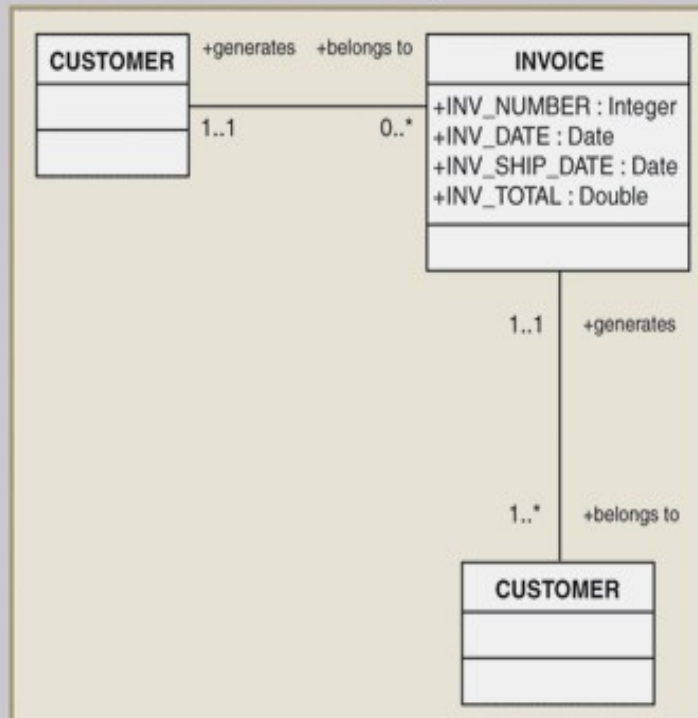 CUSTOMER
+generates
+belongs to
1..1
0..*
INVOICE
+INV_NUMBER : Integer
+INV_DATE : Date
+INV_SHIP_DATE : Date
+INV_TOTAL : Double
1..1
+generates
1..*
+belongs to
CUSTOMER